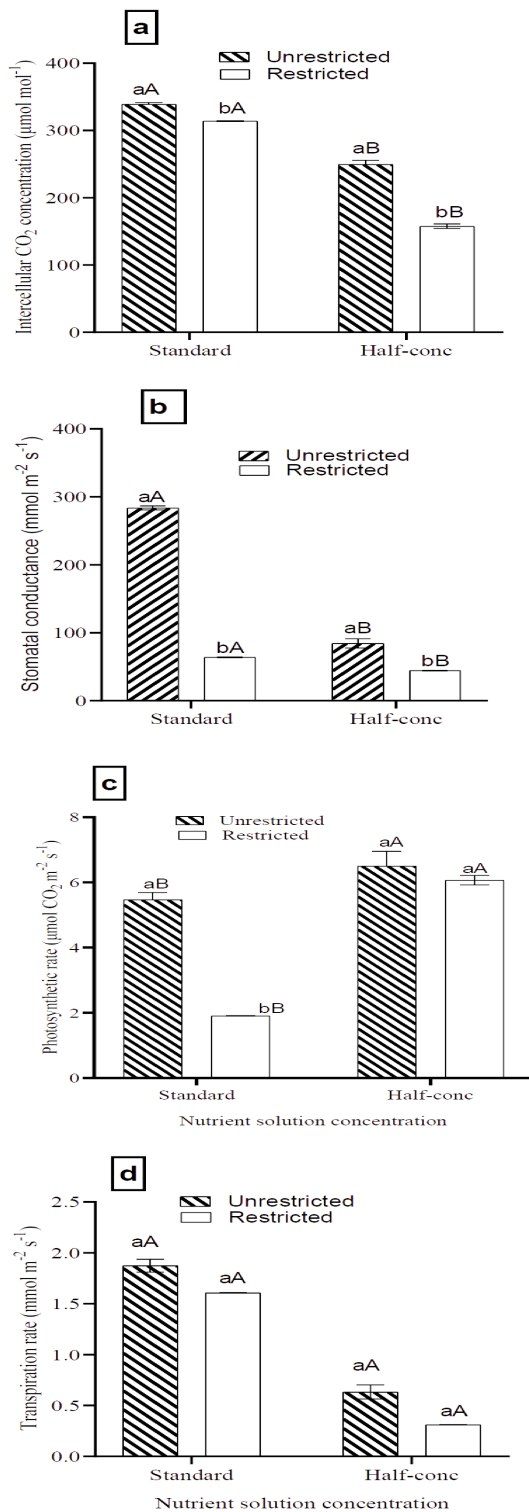 a
Unrestricted
Restricted
Intercellular CO₂ concentration (μmol mol⁻¹)
400
300
200
100
0
aA
bA
aB
bB
Standard
Half-conc
b
Unrestricted
Restricted
Stomatal conductance (mmol m⁻² s⁻¹)
400
300
200
100
0
aA
bA
aB
bB
Standard
Half-conc
c
Unrestricted
Restricted
Photosynthetic rate (μmol CO₂ m⁻² s⁻¹)
8
6
4
2
0
aB
bB
aA
aA
Standard
Half-conc
Nutrient solution concentration
d
Unrestricted
Restricted
Transpiration rate (mmol m⁻² s⁻¹)
2.5
2.0
1.5
1.0
0.5
0.0
aA
aA
aA
aA
Standard
Half-conc
Nutrient solution concentration